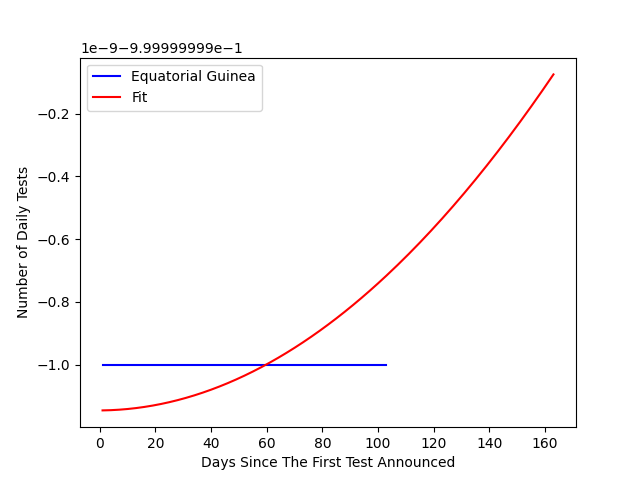 1e−9−9.99999999e−1
Equatorial Guinea
Fit
−0.2
−0.4
−0.6
−0.8
−1.0
Number of Daily Tests
0 20 40 60 80 100 120 140 160
Days Since The First Test Announced